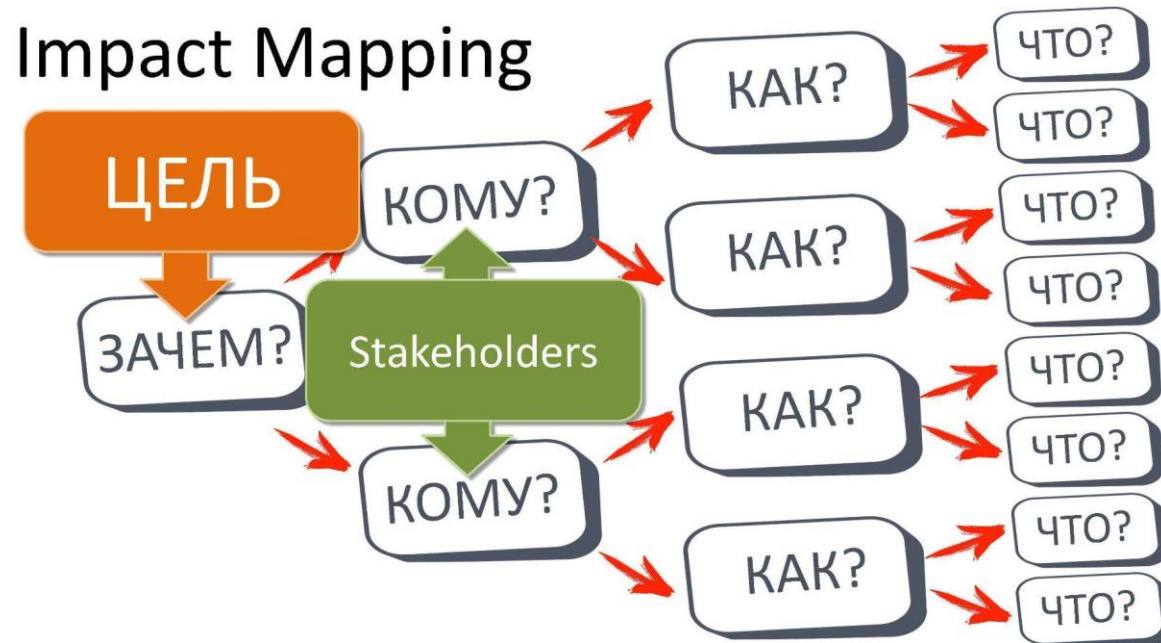 Impact Mapping
ЦЕЛЬ
ЗАЧЕМ?
КОМУ?
Stakeholders
КОМУ?
КАК?
КАК?
КАК?
КАК?
ЧТО?
ЧТО?
ЧТО?
ЧТО?
ЧТО?
ЧТО?
ЧТО?
ЧТО?